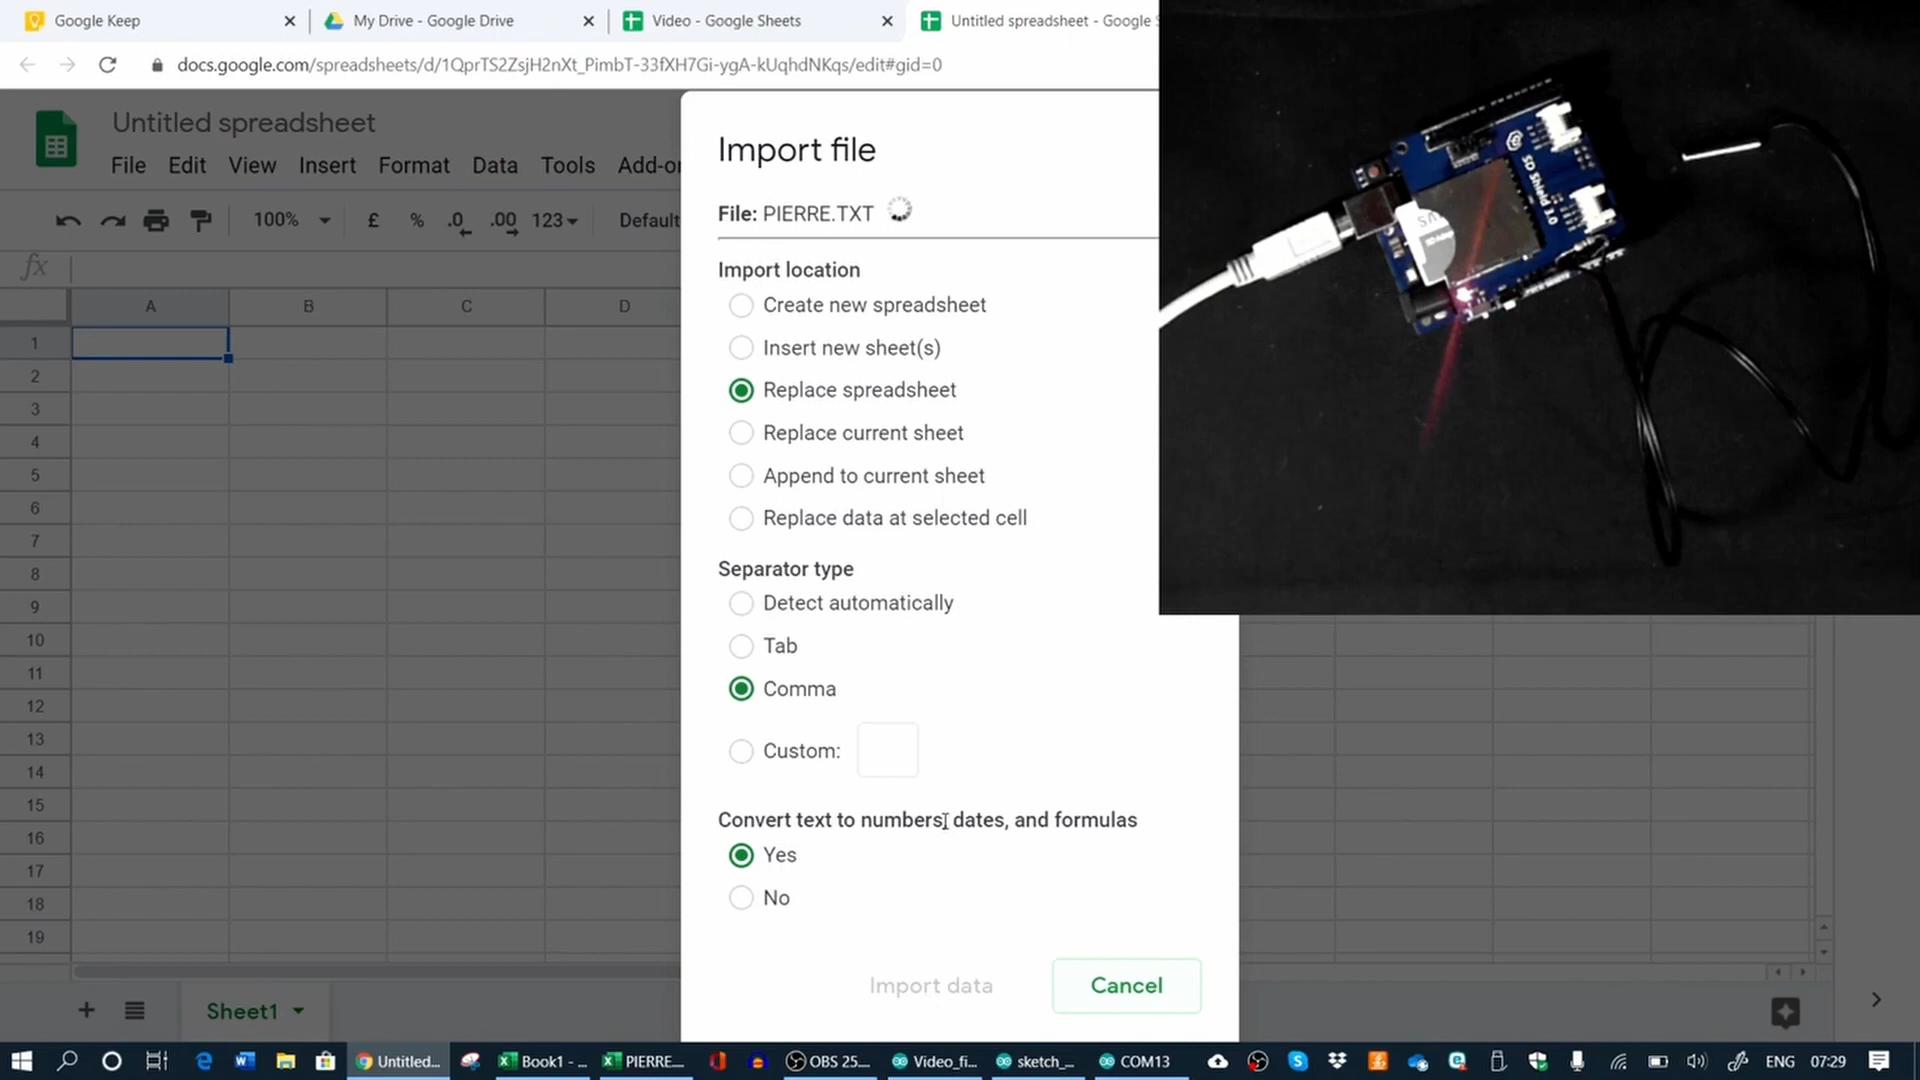 Google Keep
My Drive - Google Drive
Video - Google Sheets
Untitled spreadsheet - Google S
docs.google.com/spreadsheets/d/1QprTS2ZsjH2nXt_PimbT-33fXH7Gi-ygA-kUqhdNKqs/edit#gid=0
Untitled spreadsheet
File Edit View Insert Format Data Tools Add-o
100% £ % .0 .00 123 Default
fx
A B C D
1
2
3
4
5
6
7
8
9
10
11
12
13
14
15
16
17
18
19
Import file
File: PIERRE.TXT
Import location
Create new spreadsheet
Insert new sheet(s)
Replace spreadsheet
Replace current sheet
Append to current sheet
Replace data at selected cell
Separator type
Detect automatically
Tab
Comma
Custom:
Convert text to numbers, dates, and formulas
Yes
No
Import data
Cancel
SD Shield 3.0
Sheet1
Untitled...
Book1 - ...
PIERRE....
OBS 25....
Video_fi...
sketch_...
COM13
ENG
07:29